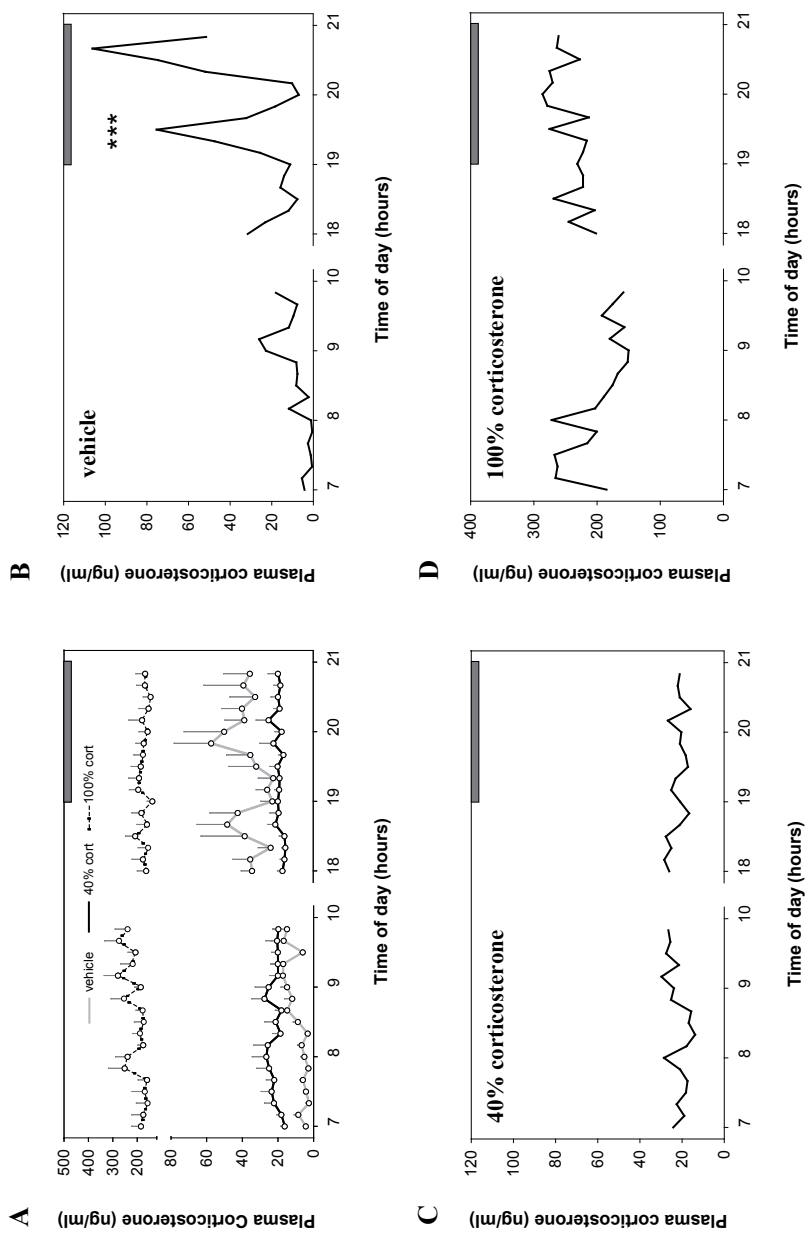 A
vehicle 40% cort 100% cort
500
400
300
200
80
60
40
20
0
7 8 9 10 18 19 20 21
Plasma Corticosterone (ng/ml)
Time of day (hours)
B
vehicle
***
120
100
80
60
40
20
0
7 8 9 10 18 19 20 21
Plasma corticosterone (ng/ml)
Time of day (hours)
C
40% corticosterone
120
100
80
60
40
20
0
7 8 9 10 18 19 20 21
Plasma corticosterone (ng/ml)
Time of day (hours)
D
100% corticosterone
400
300
200
100
0
7 8 9 10 18 19 20 21
Plasma corticosterone (ng/ml)
Time of day (hours)